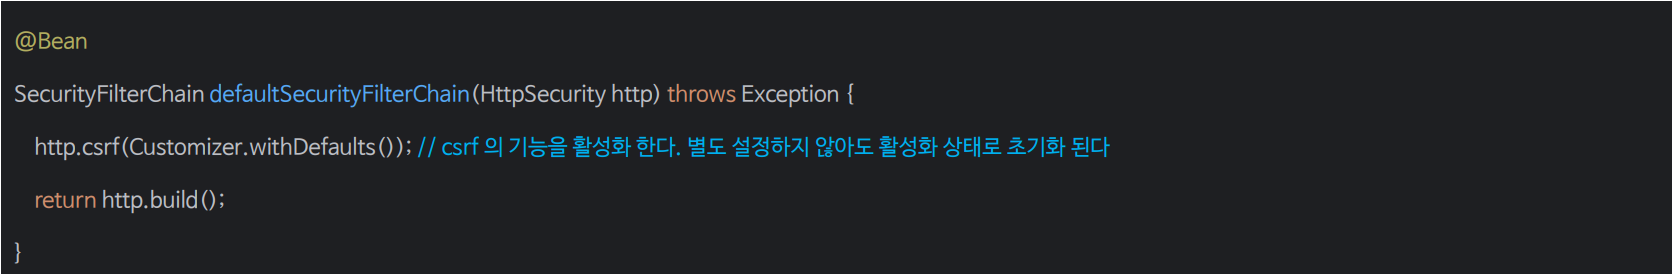 @Bean
SecurityFilterChain defaultSecurityFilterChain(HttpSecurity http) throws Exception {
http.csrf(Customizer.withDefaults()); // csrf 의 기능을 활성화 한다. 별도 설정하지 않아도 활성화 상태로 초기화 된다
return http.build();
}